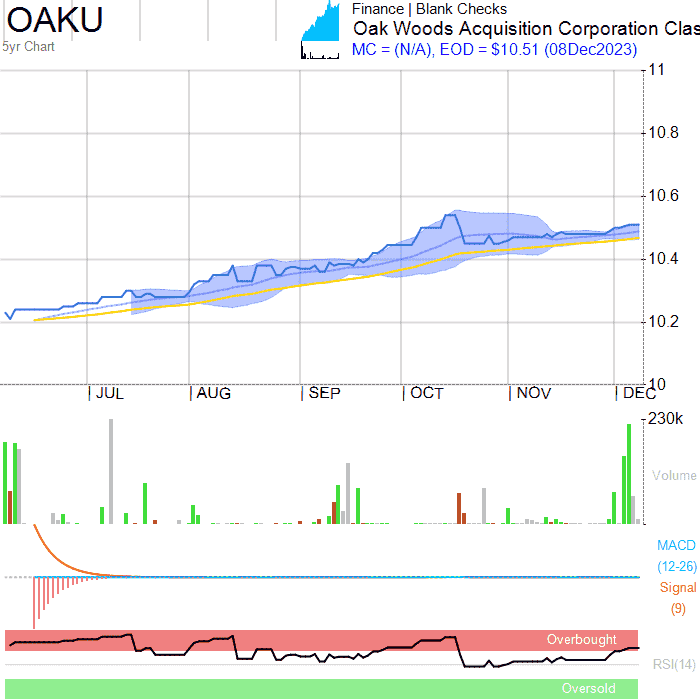 OAKU
5yr Chart
Finance | Blank Checks
Oak Woods Acquisition Corporation Clas
MC = (N/A), EOD = $10.51 (08Dec2023)
11
10.8
10.6
10.4
10.2
10
JUL AUG SEP OCT NOV DEC
230k
Volume
MACD
(12-26)
Signal
(9)
Overbought
RSI(14)
Oversold